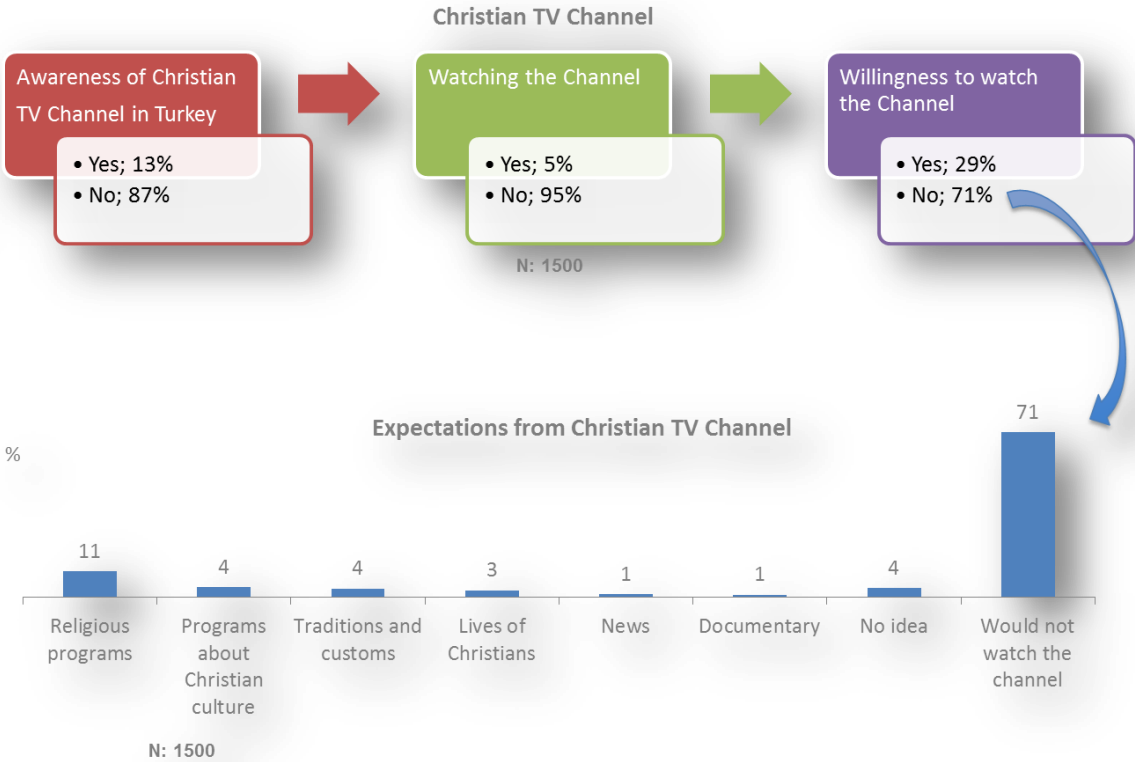 Christian TV Channel
Awareness of Christian
TV Channel in Turkey
• Yes; 13%
• No; 87%
Watching the Channel
• Yes; 5%
• No; 95%
Willingness to watch
the Channel
• Yes; 29%
• No; 71%
N: 1500
Expectations from Christian TV Channel
%
11
4
4
3
1
1
4
71
Religious
programs
Programs
about
Christian
culture
Traditions and
customs
Lives of
Christians
News
Documentary
No idea
Would not
watch the
channel
N: 1500